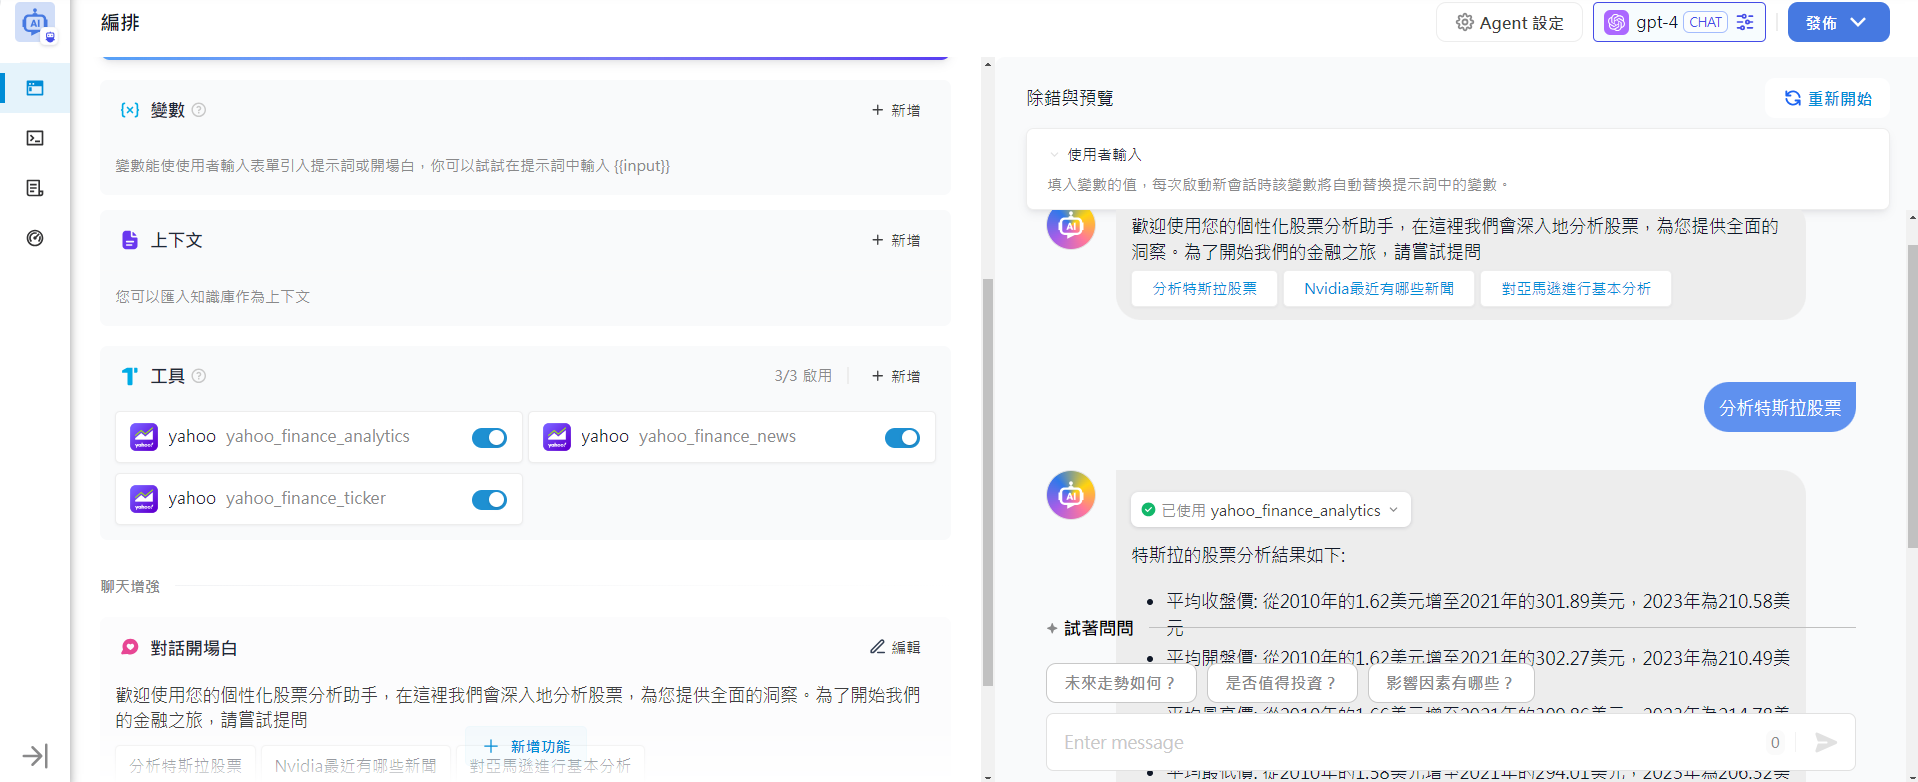 編排
Agent 設定
gpt-4 CHAT
發佈
變數
+ 新增
變數能使使用者輸入表單引入提示詞或開場白，你可以試試在提示詞中輸入 {{input}}
上下文
+ 新增
您可以匯入知識庫作為上下文
工具
3/3 啟用
+ 新增
yahoo yahoo_finance_analytics
yahoo yahoo_finance_news
yahoo yahoo_finance_ticker
聊天增強
對話開場白
編輯
歡迎使用您的個性化股票分析助手，在這裡我們會深入地分析股票，為您提供全面的洞察。為了開始我們
的金融之旅，請嘗試提問
+ 新增功能
分析特斯拉股票
Nvidia最近有哪些新聞
對亞馬遜進行基本分析
除錯與預覽
重新開始
使用者輸入
填入變數的值，每次啟動新會話時該變數將自動替換提示詞中的變數。
歡迎使用您的個性化股票分析助手，在這裡我們會深入地分析股票，為您提供全面的
洞察。為了開始我們的金融之旅，請嘗試提問
分析特斯拉股票
Nvidia最近有哪些新聞
對亞馬遜進行基本分析
分析特斯拉股票
已使用 yahoo_finance_analytics
特斯拉的股票分析結果如下:
• 平均收盤價: 從2010年的1.62美元增至2021年的301.89美元，2023年為210.58美
元
試著問問
• 平均開盤價: 從2010年的1.62美元增至2021年的302.27美元，2023年為210.49美
未來走勢如何？
是否值得投資？
影響因素有哪些？
Enter message
0